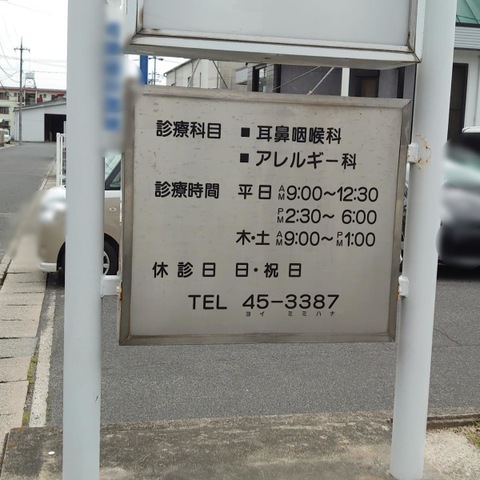 診療科目 ■ 耳鼻咽喉科
■ アレルギー科
診療時間 平日 AM9:00~12:30
PM2:30~6:00
木・土 AM9:00~PM1:00
休診日 日・祝日
TEL 45-3387
ヨイ ミミハナ